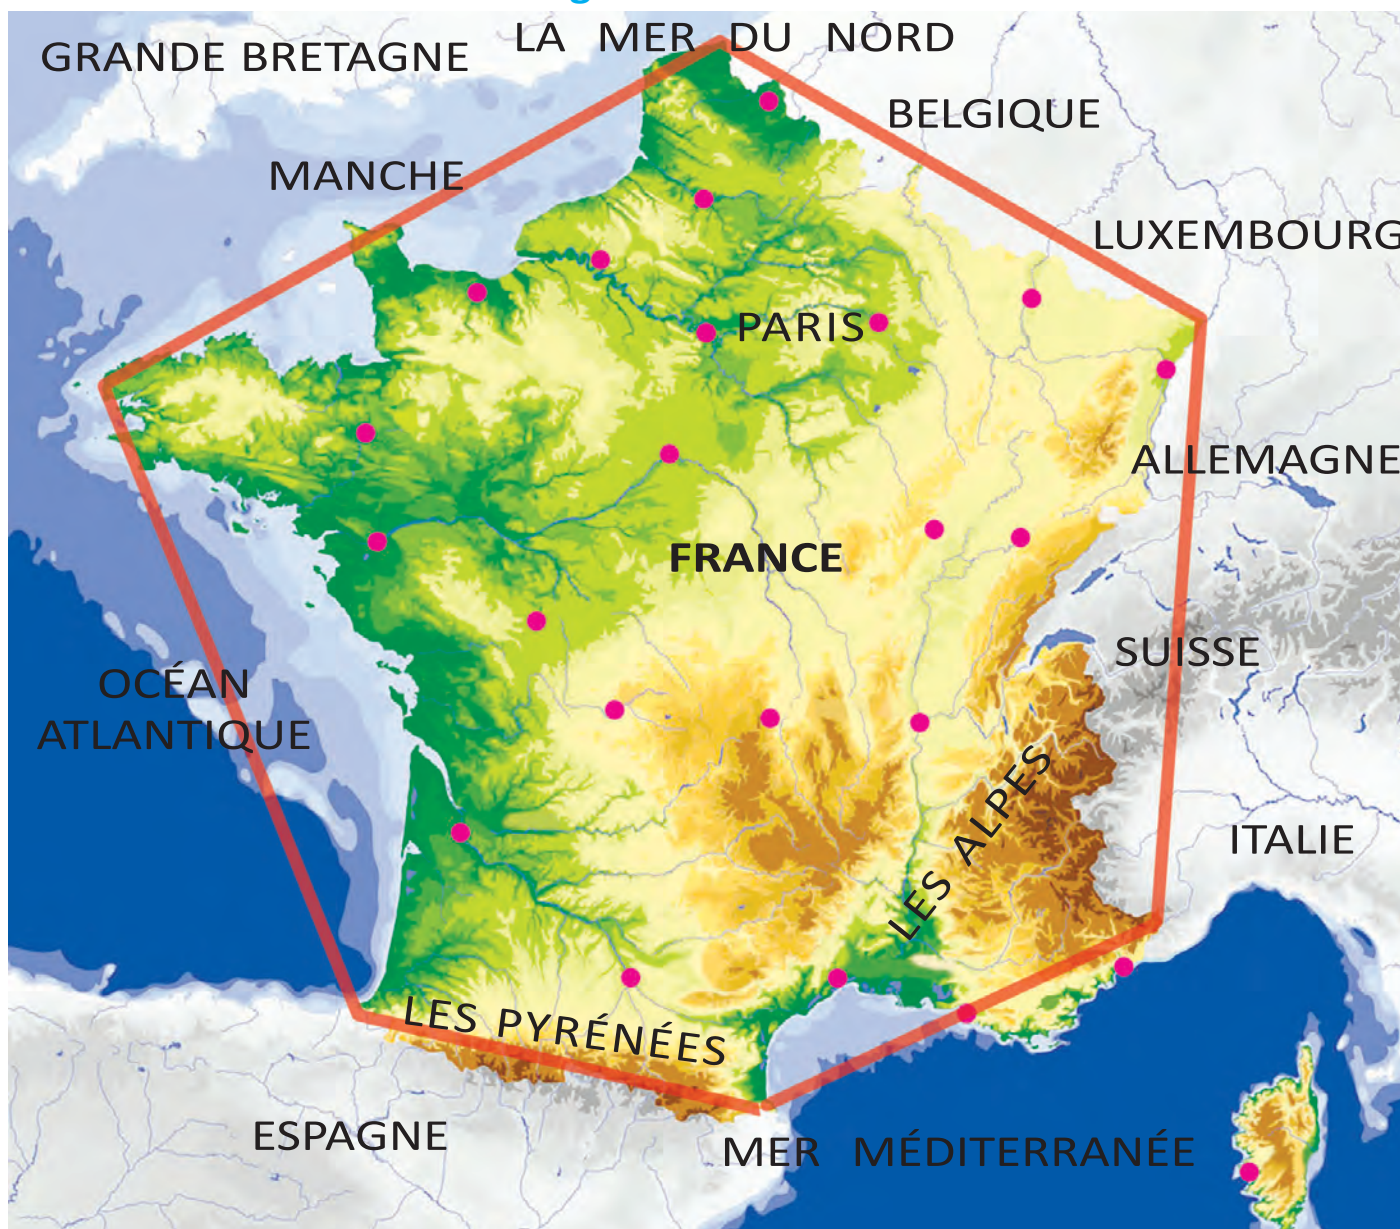 LA MER DU NORD
GRANDE BRETAGNE
BELGIQUE
MANCHE
LUXEMBOURG
PARIS
ALLEMAGNE
FRANCE
SUISSE
OCÉAN
ATLANTIQUE
LES ALPES
ITALIE
LES PYRÉNÉES
ESPAGNE
MER MÉDITERRANÉE